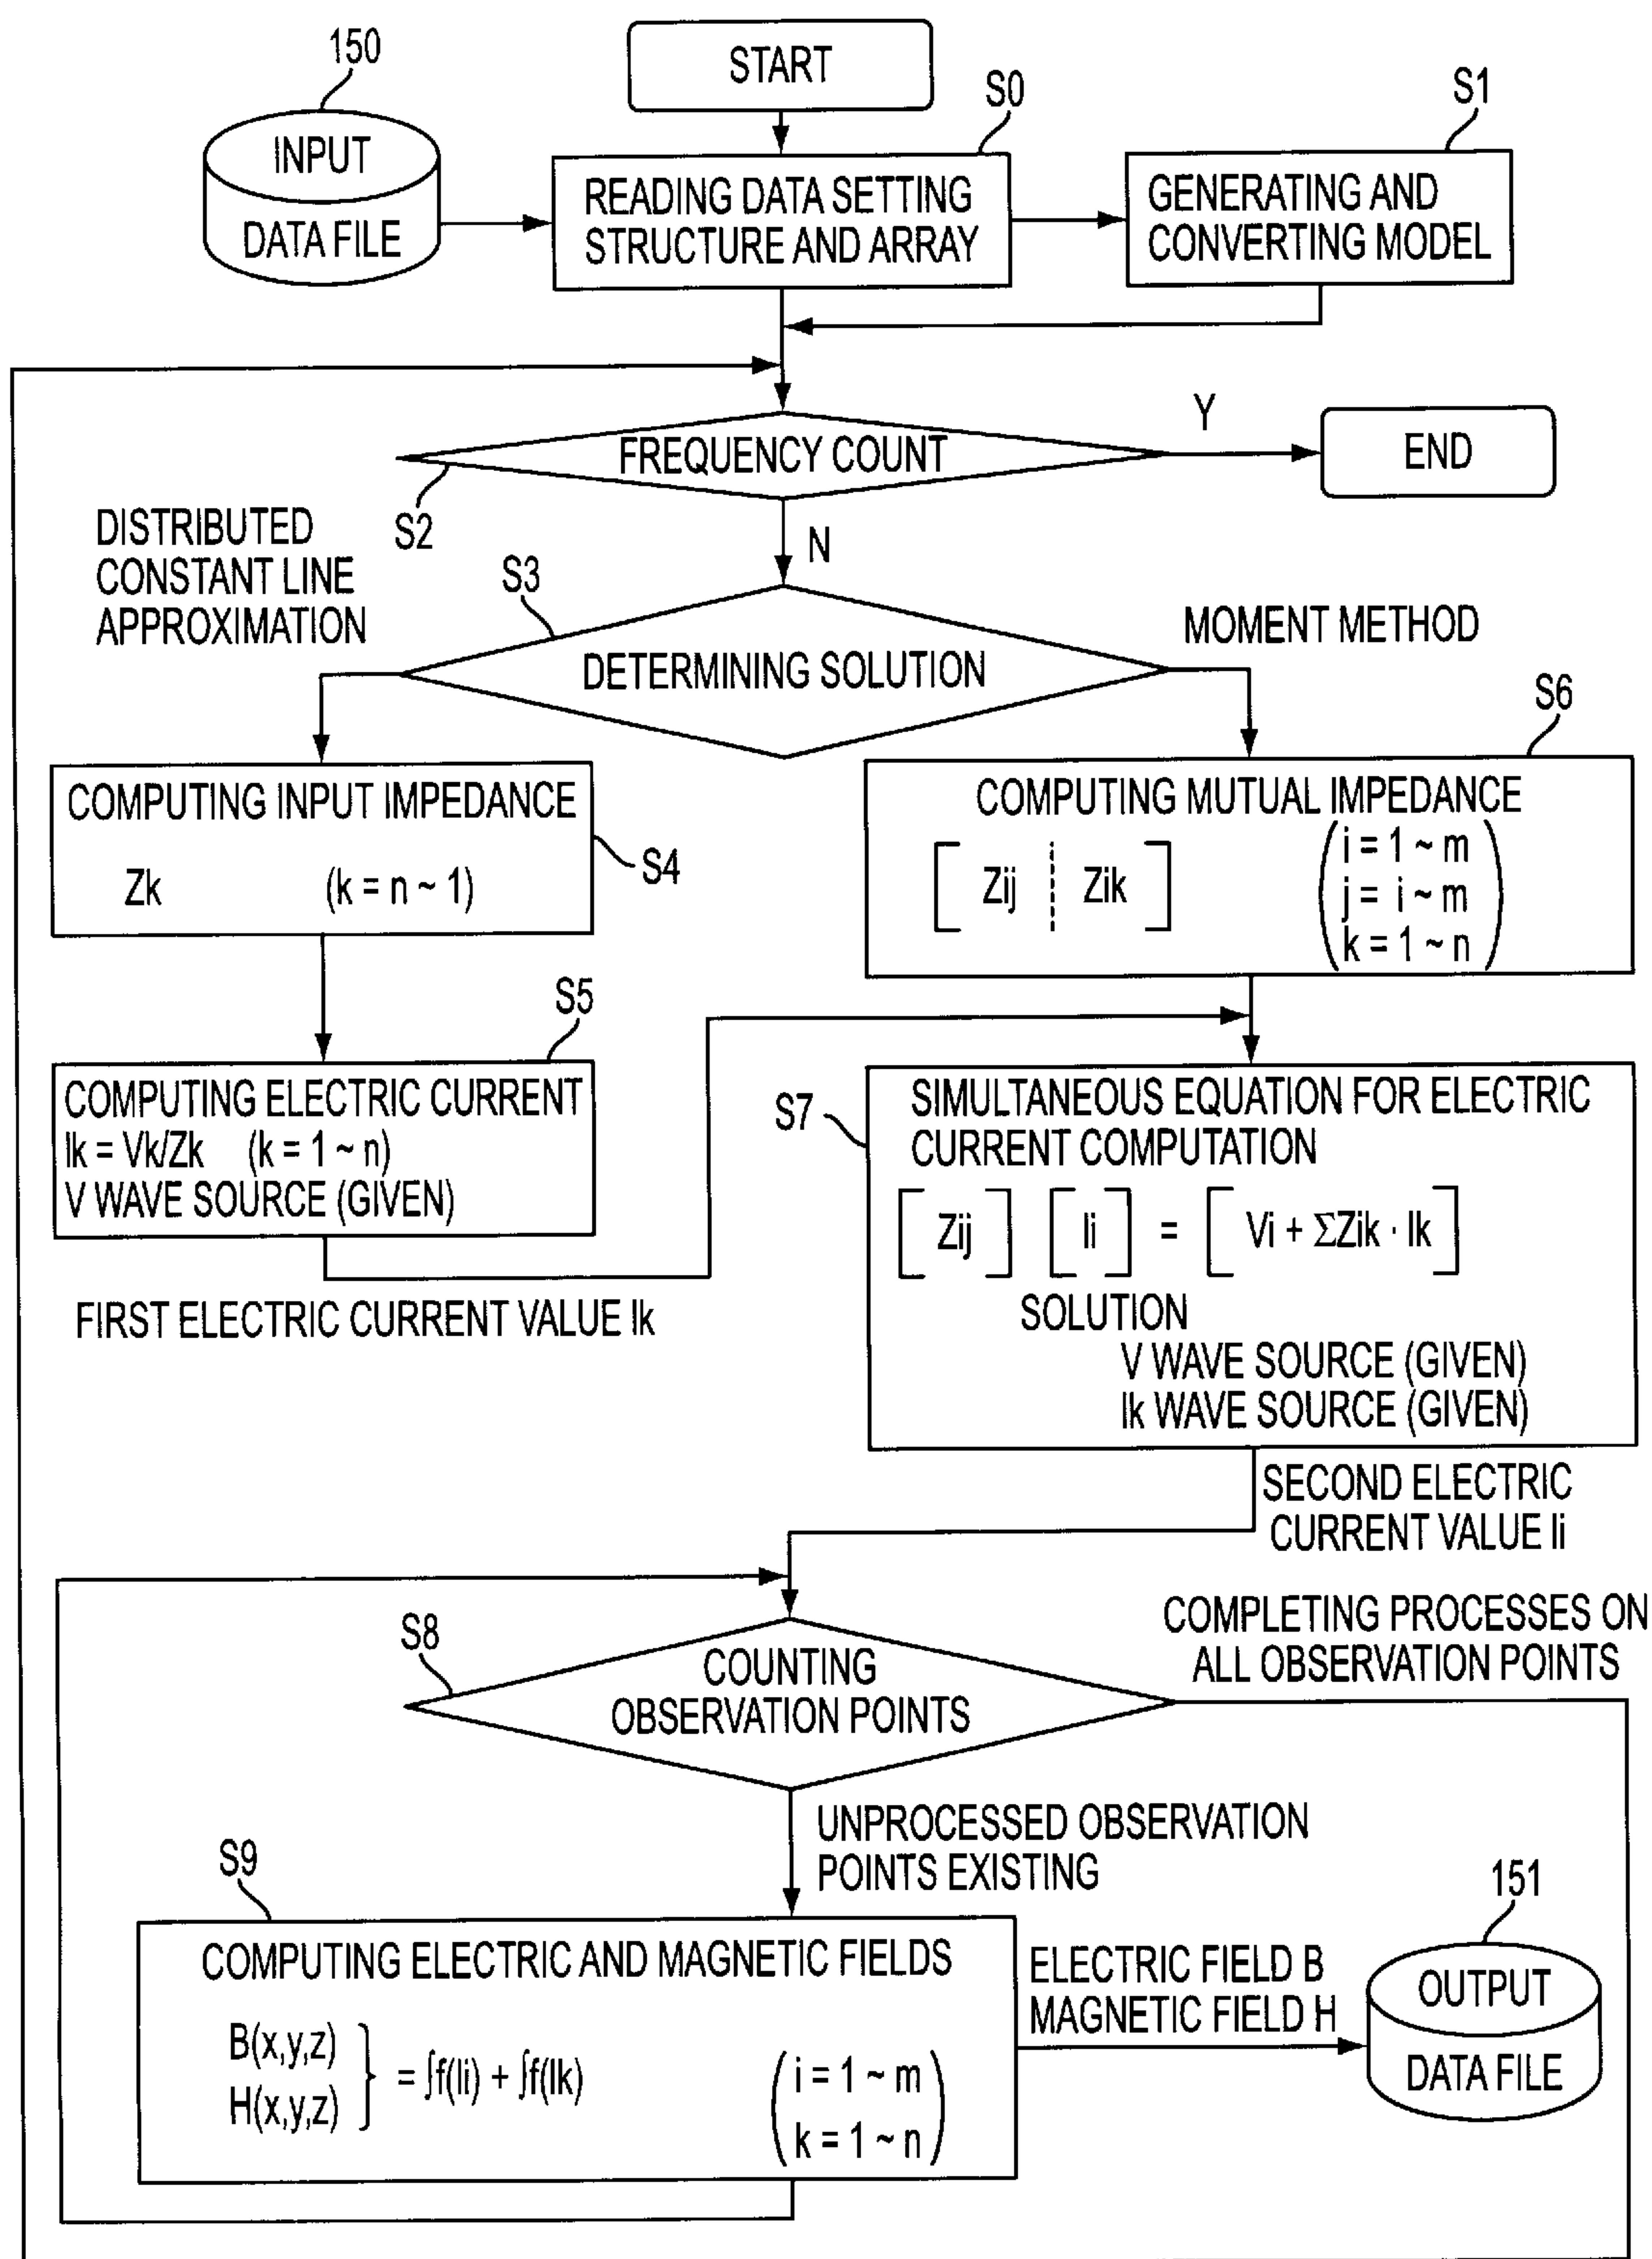 150
START
S0
S1
INPUT
DATA FILE
READING DATA SETTING
STRUCTURE AND ARRAY
GENERATING AND
CONVERTING MODEL
FREQUENCY COUNT
Y
END
S2
N
DISTRIBUTED
CONSTANT LINE
APPROXIMATION
S3
DETERMINING SOLUTION
MOMENT METHOD
COMPUTING INPUT IMPEDANCE
Zk (k = n ~ 1)
S4
S6
COMPUTING MUTUAL IMPEDANCE
[ Zij ¦ Zik ]
i = 1 ~ m
j = i ~ m
k = 1 ~ n
S5
COMPUTING ELECTRIC CURRENT
Ik = Vk/Zk (k = 1 ~ n)
V WAVE SOURCE (GIVEN)
FIRST ELECTRIC CURRENT VALUE Ik
S7
SIMULTANEOUS EQUATION FOR ELECTRIC
CURRENT COMPUTATION
[ Zij ] [ Ii ] = [ Vi + ΣZik · Ik ]
SOLUTION
V WAVE SOURCE (GIVEN)
Ik WAVE SOURCE (GIVEN)
SECOND ELECTRIC
CURRENT VALUE Ii
S8
COUNTING
OBSERVATION POINTS
COMPLETING PROCESSES ON
ALL OBSERVATION POINTS
UNPROCESSED OBSERVATION
POINTS EXISTING
S9
COMPUTING ELECTRIC AND MAGNETIC FIELDS
B(x,y,z)
H(x,y,z)
} = ∫f(Ii) + ∫f(Ik)
i = 1 ~ m
k = 1 ~ n
ELECTRIC FIELD B
MAGNETIC FIELD H
151
OUTPUT
DATA FILE